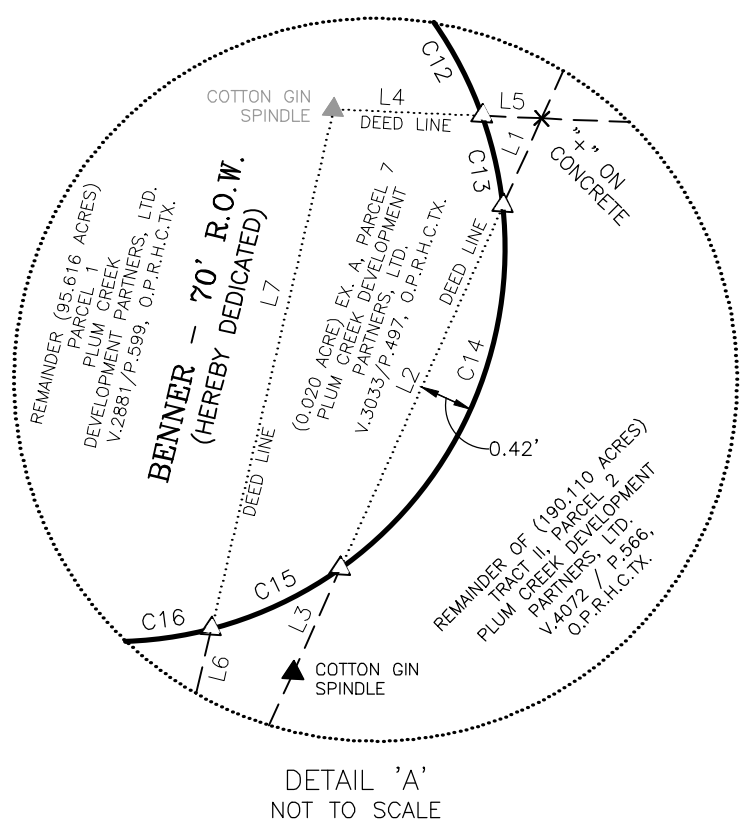 C12
COTTON GIN
SPINDLE
L4
DEED LINE
L5
L1
"+" ON
CONCRETE
C13
REMAINDER (95.616 ACRES)
PARCEL 1
PLUM CREEK
DEVELOPMENT PARTNERS, LTD.
V.2881/P.599, O.P.R.H.C.TX.
BENNER - 70' R.O.W.
(HEREBY DEDICATED)
L7
DEED LINE
(0.020 ACRE) EX. A, PARCEL 7
PLUM CREEK DEVELOPMENT
PARTNERS, LTD.
V.3033/P.497, O.P.R.H.C.TX.
DEED LINE
L2
C14
0.42'
REMAINDER OF (190.110 ACRES)
TRACT II, PARCEL 2
PLUM CREEK DEVELOPMENT
PARTNERS, LTD.
V.4072 / P.566,
O.P.R.H.C.TX.
C15
C16
L3
L6
COTTON GIN
SPINDLE
DETAIL 'A'
NOT TO SCALE